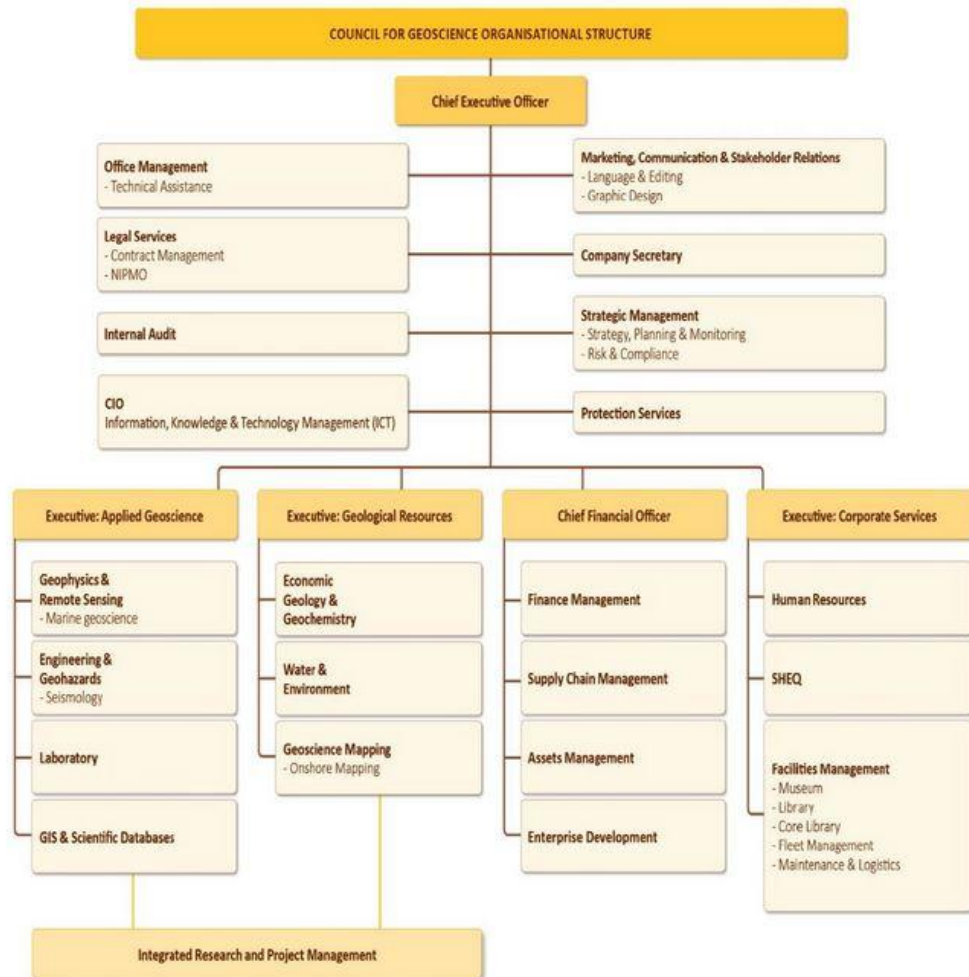 COUNCIL FOR GEOSCIENCE ORGANISATIONAL STRUCTURE
Chief Executive Officer
Office Management
- Technical Assistance
Marketing, Communication & Stakeholder Relations
- Language & Editing
- Graphic Design
Legal Services
- Contract Management
- NIPMO
Company Secretary
Internal Audit
Strategic Management
- Strategy, Planning & Monitoring
- Risk & Compliance
CIO
Information, Knowledge & Technology Management (ICT)
Protection Services
Executive: Applied Geoscience
Geophysics &
Remote Sensing
- Marine geoscience
Engineering &
Geohazards
- Seismology
Laboratory
GIS & Scientific Databases
Executive: Geological Resources
Economic
Geology &
Geochemistry
Water &
Environment
Geoscience Mapping
- Onshore Mapping
Chief Financial Officer
Finance Management
Supply Chain Management
Assets Management
Enterprise Development
Executive: Corporate Services
Human Resources
SHEQ
Facilities Management
- Museum
- Library
- Core Library
- Fleet Management
- Maintenance & Logistics
Integrated Research and Project Management